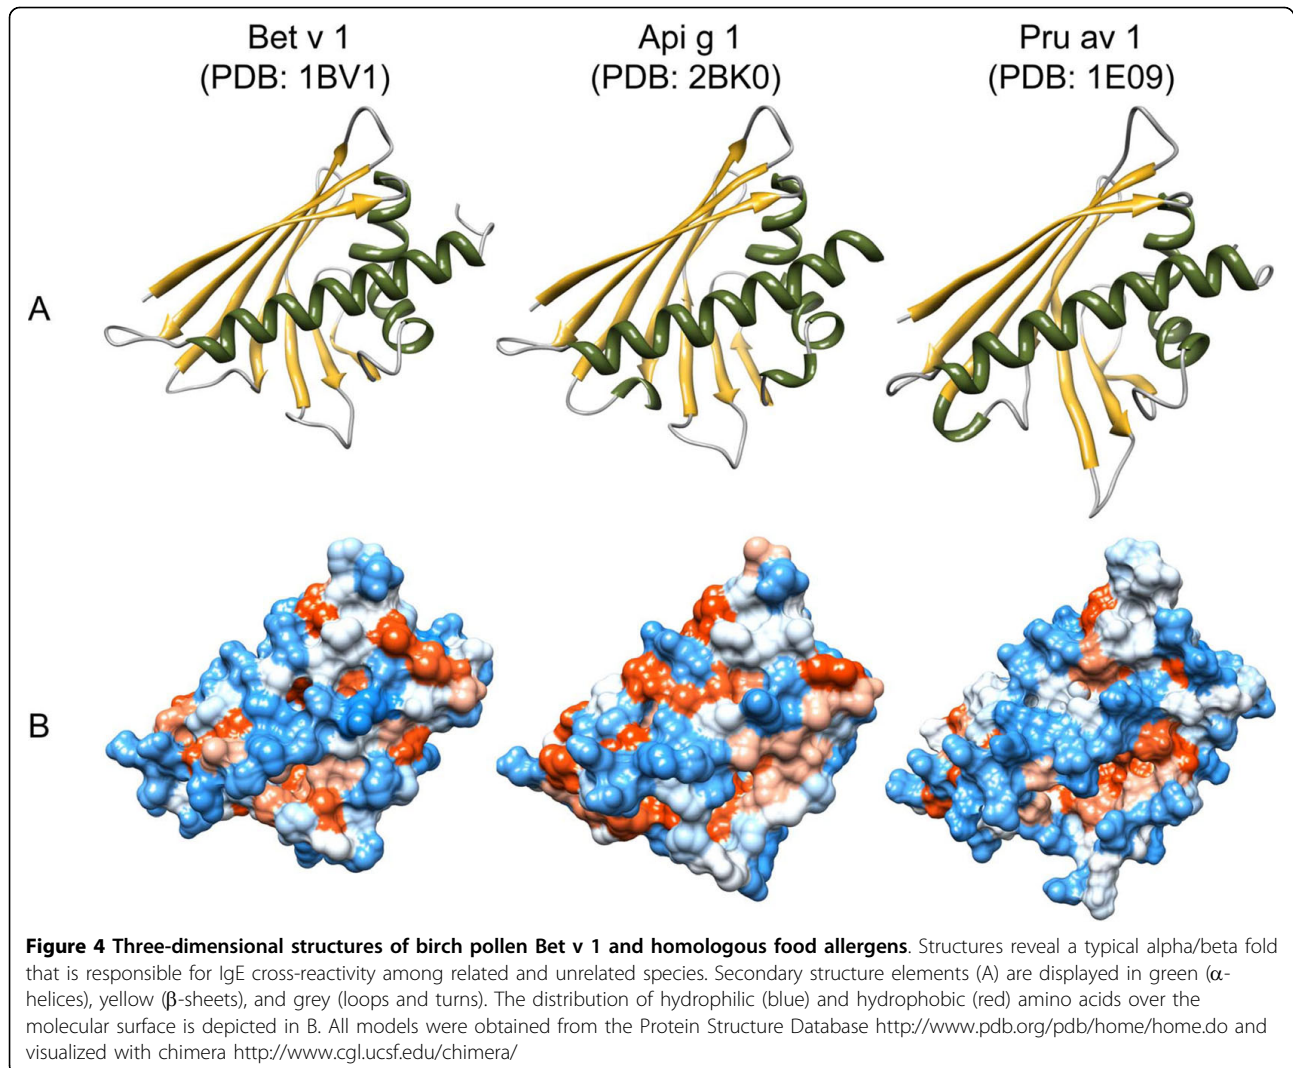 Bet v 1
(PDB: 1BV1)
Api g 1
(PDB: 2BK0)
Pru av 1
(PDB: 1E09)
A
B
Figure 4 Three-dimensional structures of birch pollen Bet v 1 and homologous food allergens. Structures reveal a typical alpha/beta fold
that is responsible for IgE cross-reactivity among related and unrelated species. Secondary structure elements (A) are displayed in green (α-
helices), yellow (β-sheets), and grey (loops and turns). The distribution of hydrophilic (blue) and hydrophobic (red) amino acids over the
molecular surface is depicted in B. All models were obtained from the Protein Structure Database http://www.pdb.org/pdb/home/home.do and
visualized with chimera http://www.cgl.ucsf.edu/chimera/